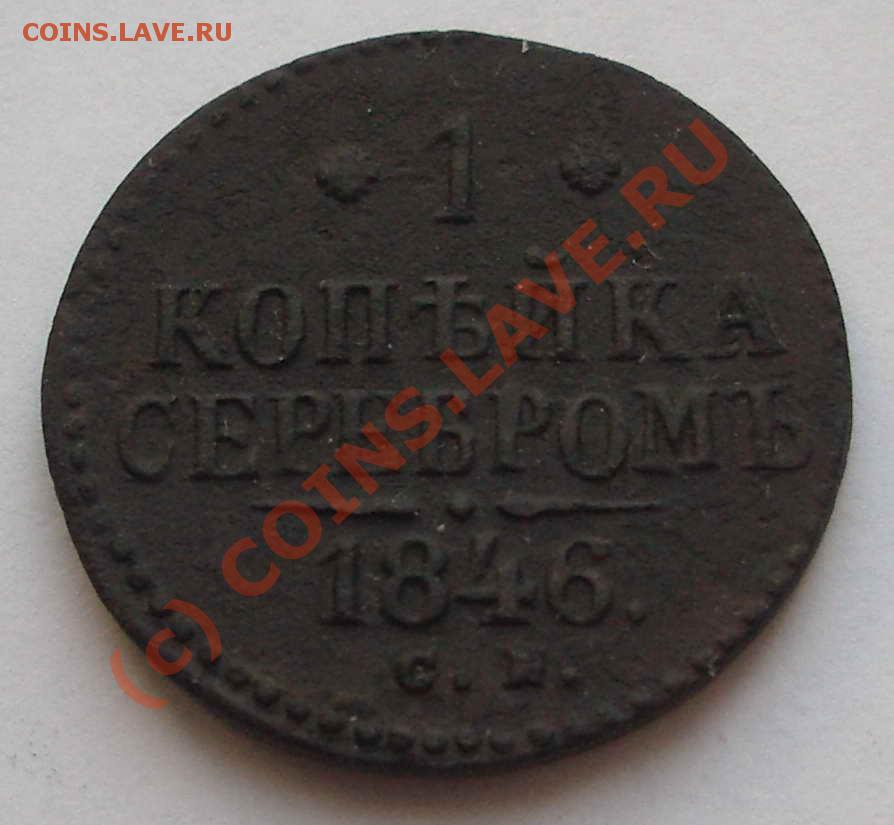 COINS.LAVE.RU
1
КОПѢЙКА
СЕРЕБРОМЪ
1846.
С. М.
(c) COINS.LAVE.RU